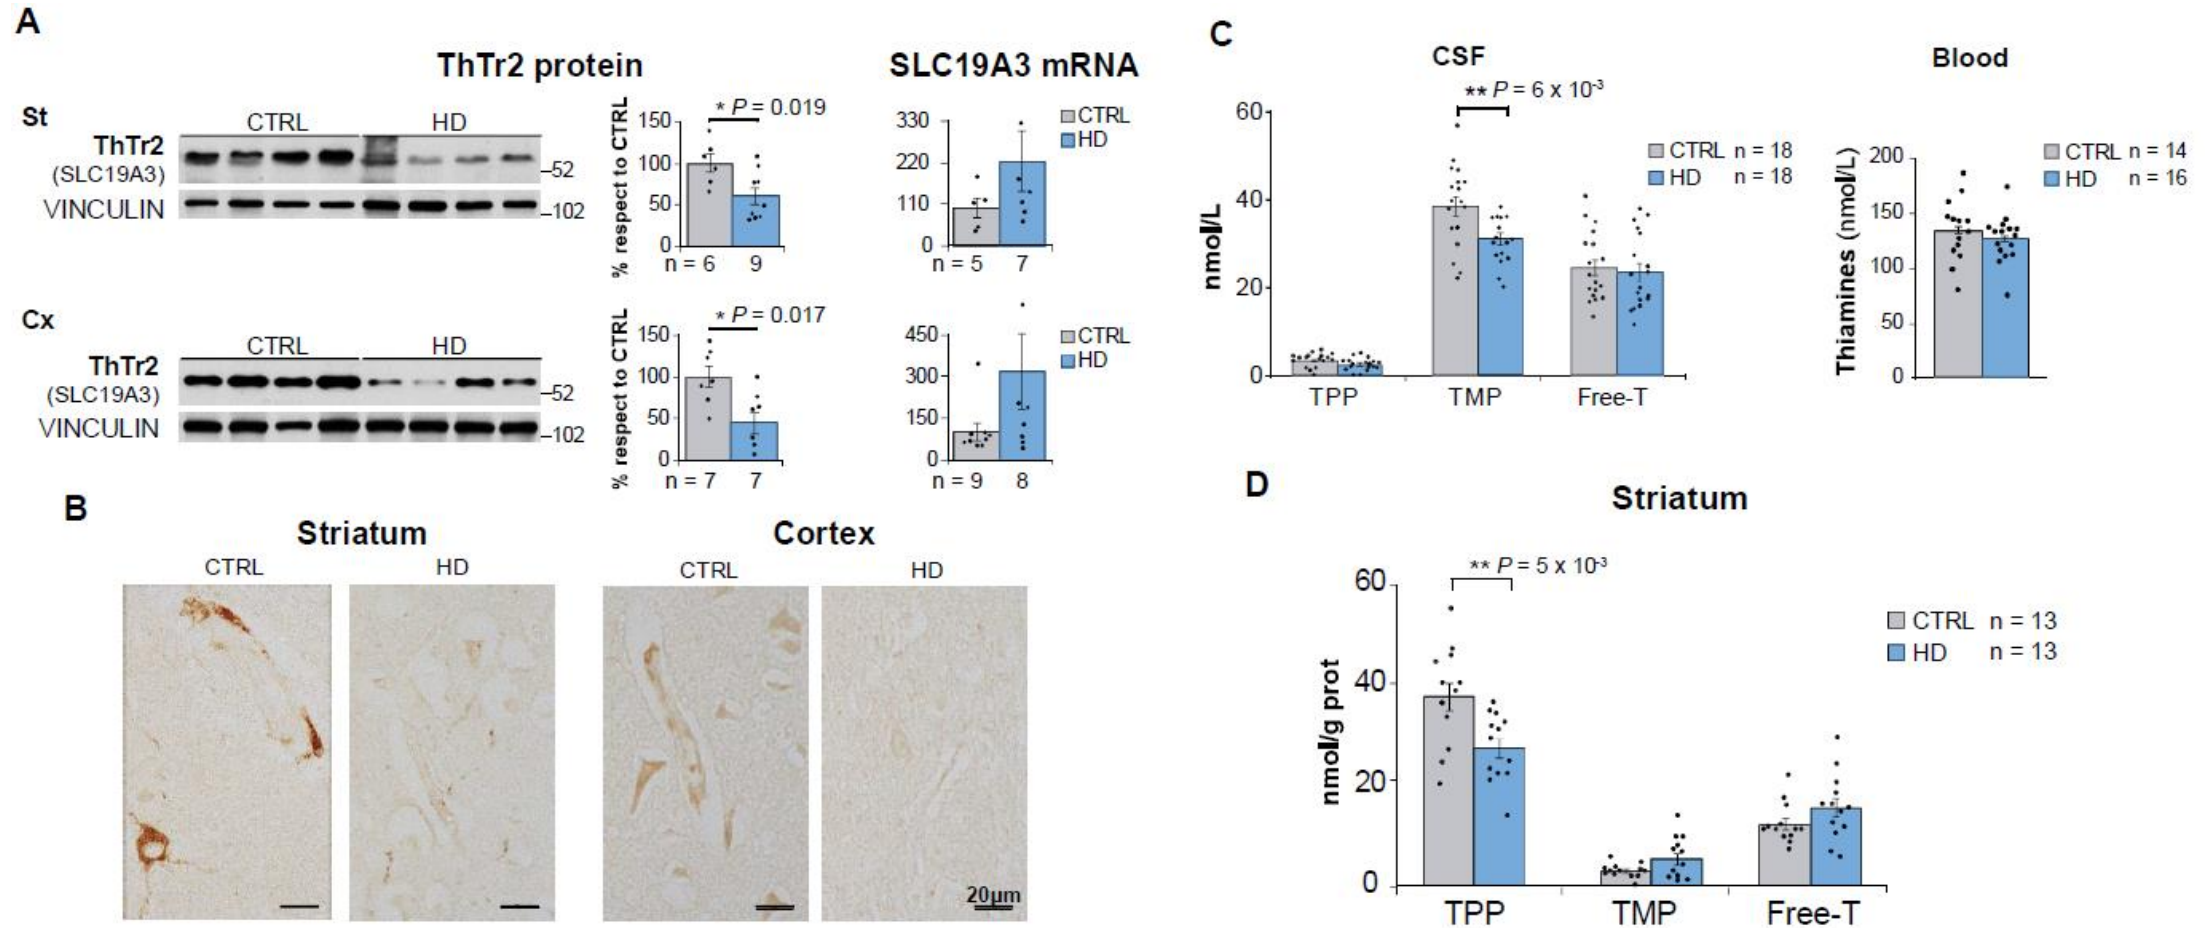 A
ThTr2 protein
SLC19A3 mRNA
St
CTRL HD
ThTr2
(SLC19A3)
–52
VINCULIN
–102
% respect to CTRL
150
100
50
0
* P = 0.019
n = 6 9
330
220
110
0
CTRL
HD
n = 5 7
Cx
CTRL HD
ThTr2
(SLC19A3)
–52
VINCULIN
–102
% respect to CTRL
150
100
50
0
* P = 0.017
n = 7 7
450
300
150
0
CTRL
HD
n = 9 8
B
Striatum Cortex
CTRL HD CTRL HD
20µm
C
CSF
** P = 6 x 10⁻³
nmol/L
60
40
20
0
TPP TMP Free-T
CTRL n = 18
HD n = 18
Blood
Thiamines (nmol/L)
200
150
100
50
0
CTRL n = 14
HD n = 16
D
Striatum
** P = 5 x 10⁻³
nmol/g prot
60
40
20
0
TPP TMP Free-T
CTRL n = 13
HD n = 13